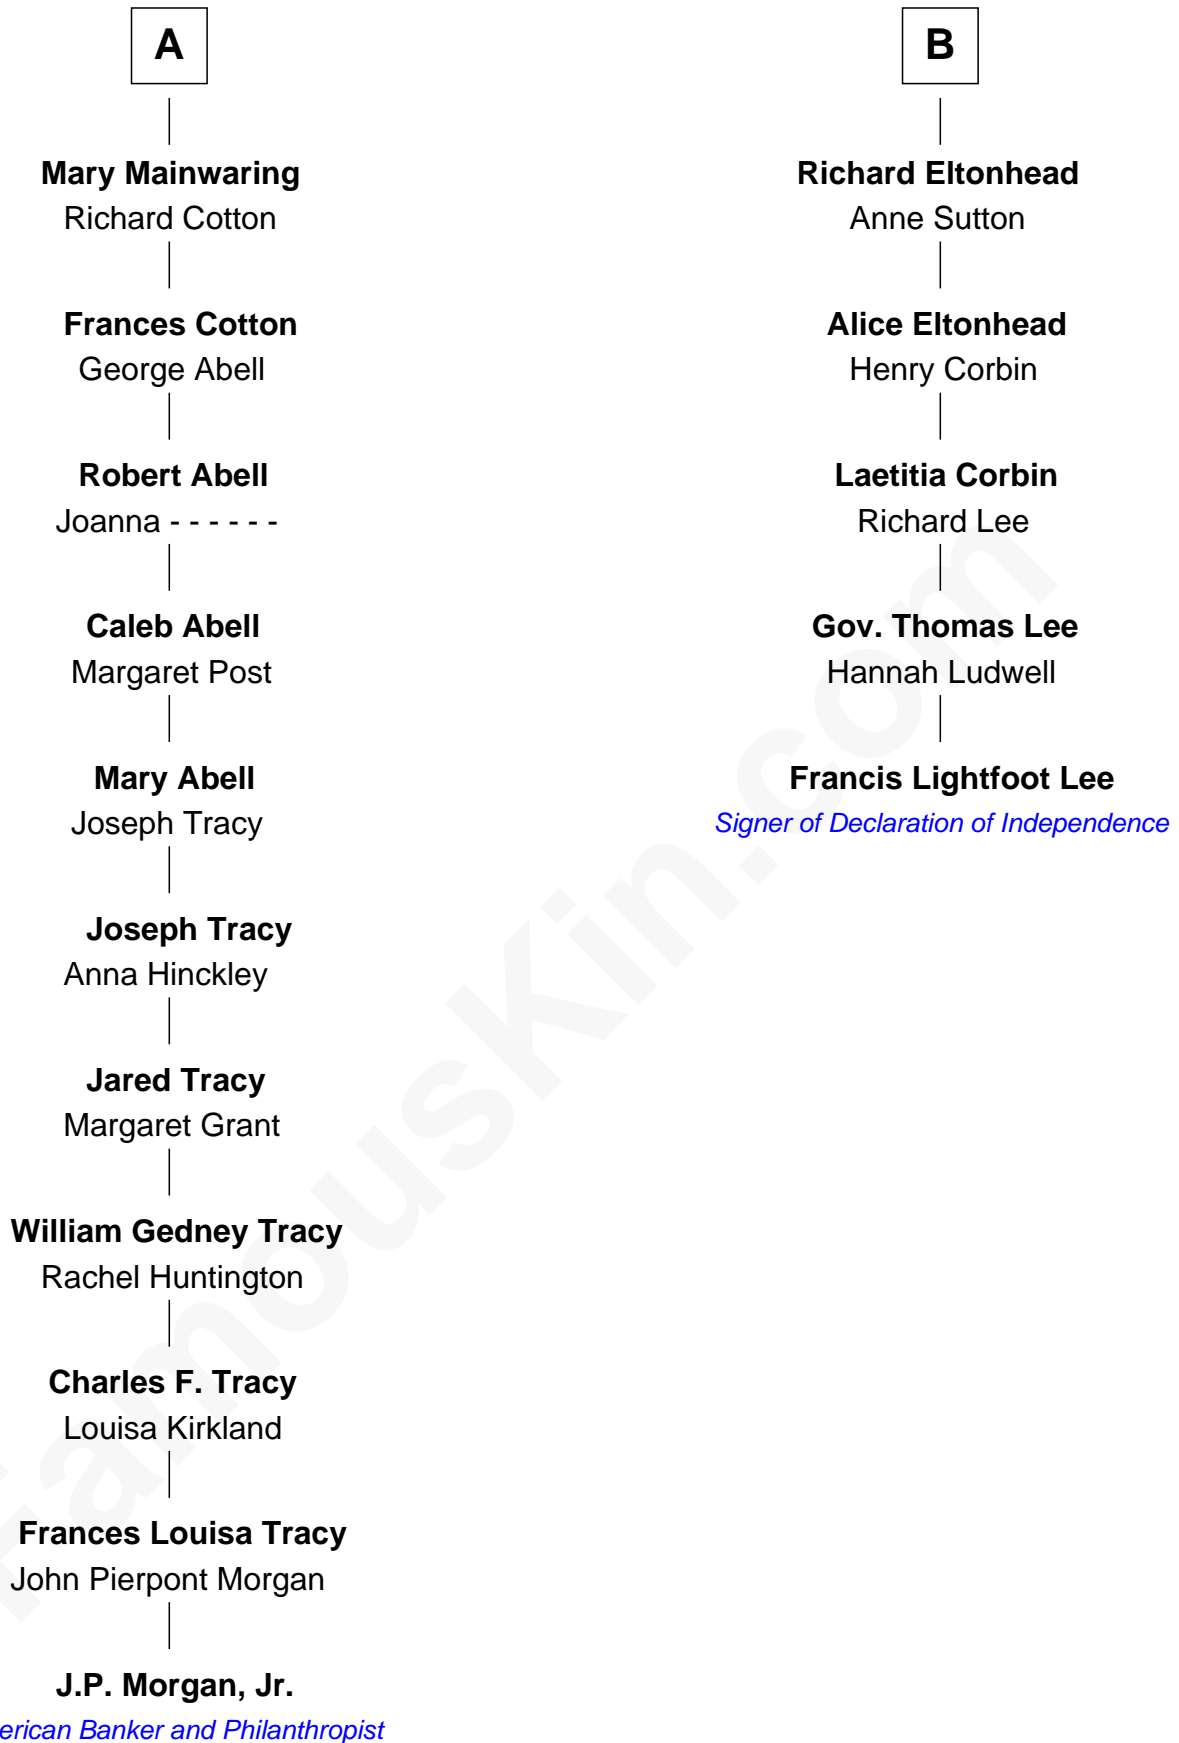 A
Mary Mainwaring
Richard Cotton
Frances Cotton
George Abell
Robert Abell
Joanna - - - - - -
Caleb Abell
Margaret Post
Mary Abell
Joseph Tracy
Joseph Tracy
Anna Hinckley
Jared Tracy
Margaret Grant
William Gedney Tracy
Rachel Huntington
Charles F. Tracy
Louisa Kirkland
Frances Louisa Tracy
John Pierpont Morgan
J.P. Morgan, Jr.
erican Banker and Philanthropist
B
Richard Eltonhead
Anne Sutton
Alice Eltonhead
Henry Corbin
Laetitia Corbin
Richard Lee
Gov. Thomas Lee
Hannah Ludwell
Francis Lightfoot Lee
Signer of Declaration of Independence
FamousKin.com